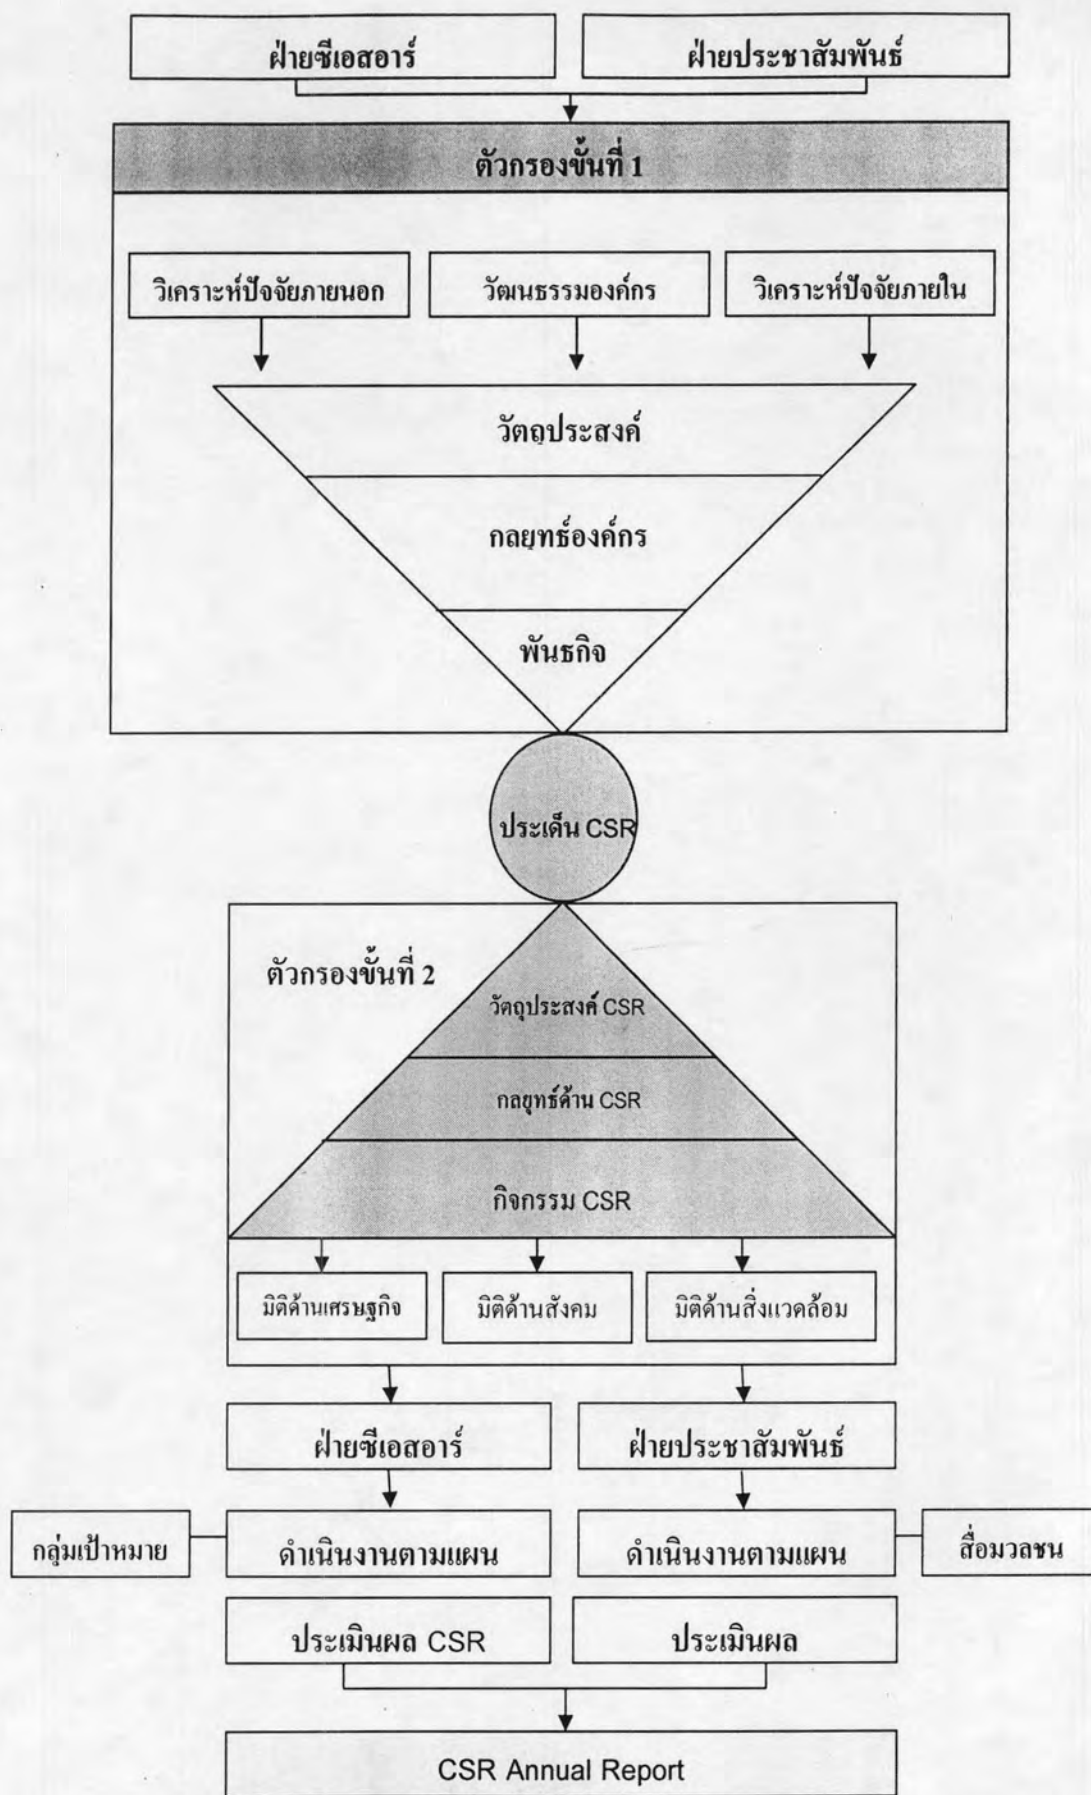 ฝ่ายซีเอสอาร์
ฝ่ายประชาสัมพันธ์
ตัวกรองขั้นที่ 1
วิเคราะห์ปัจจัยภายนอก
วัฒนธรรมองค์กร
วิเคราะห์ปัจจัยภายใน
วัตถุประสงค์
กลยุทธ์องค์กร
พันธกิจ
ประเด็น CSR
ตัวกรองขั้นที่ 2
วัตถุประสงค์ CSR
กลยุทธ์ด้าน CSR
กิจกรรม CSR
มิติด้านเศรษฐกิจ
มิติด้านสังคม
มิติด้านสิ่งแวดล้อม
ฝ่ายซีเอสอาร์
ฝ่ายประชาสัมพันธ์
กลุ่มเป้าหมาย
ดำเนินงานตามแผน
ดำเนินงานตามแผน
สื่อมวลชน
ประเมินผล CSR
ประเมินผล
CSR Annual Report